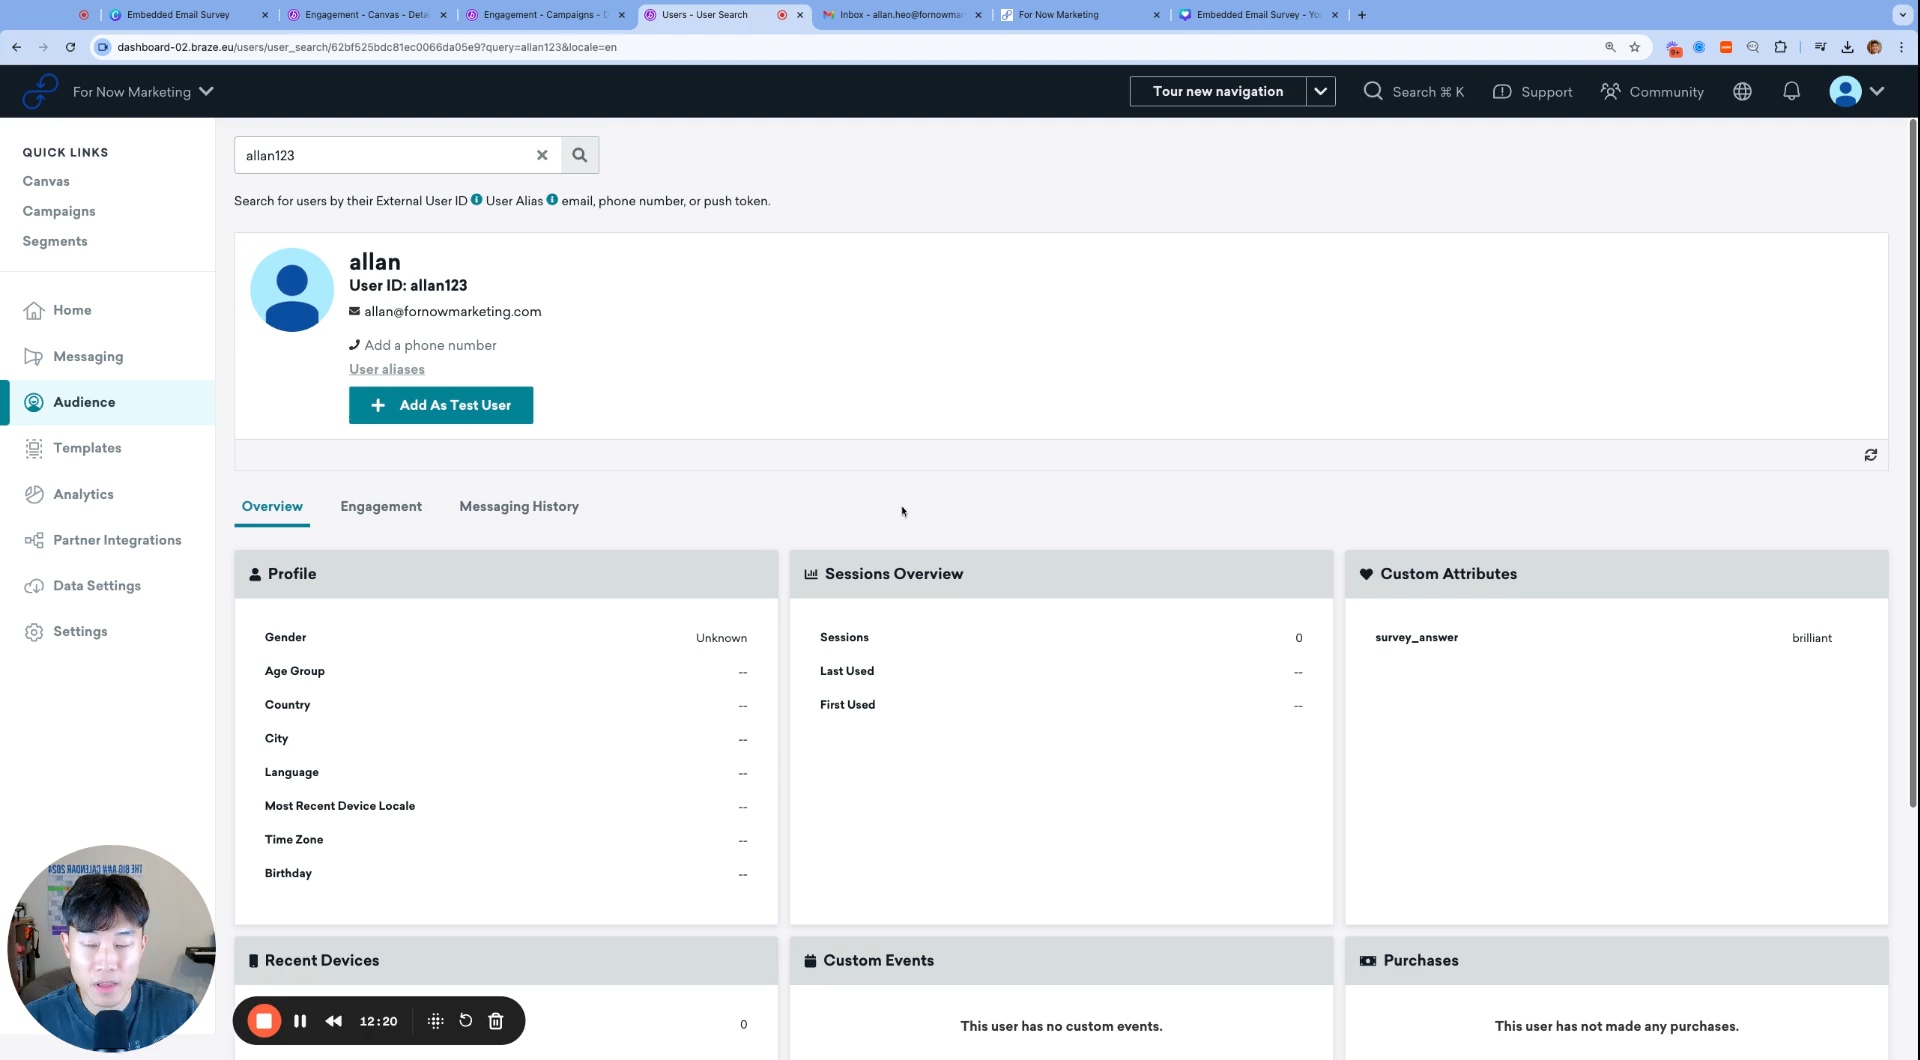 Embedded Email Survey
Engagement - Canvas - Deta
Engagement - Campaigns - D
Users - User Search
Inbox - allan.heo@fornowmar
For Now Marketing
Embedded Email Survey - Yo
dashboard-02.braze.eu/users/user_search/62bf525bdc81ec0066da05e9?query=allan123&locale=en
For Now Marketing
Tour new navigation
Search ⌘ K
Support
Community
QUICK LINKS
Canvas
Campaigns
Segments
Home
Messaging
Audience
Templates
Analytics
Partner Integrations
Data Settings
Settings
allan123
Search for users by their External User ID User Alias email, phone number, or push token.
allan
User ID: allan123
allan@fornowmarketing.com
Add a phone number
User aliases
+ Add As Test User
Overview
Engagement
Messaging History
Profile
Gender Unknown
Age Group --
Country --
City --
Language --
Most Recent Device Locale --
Time Zone --
Birthday --
Sessions Overview
Sessions 0
Last Used --
First Used --
Custom Attributes
survey_answer brilliant
Recent Devices
0
Custom Events
This user has no custom events.
Purchases
This user has not made any purchases.
THE BIG A## CALENDAR 2024
12:20